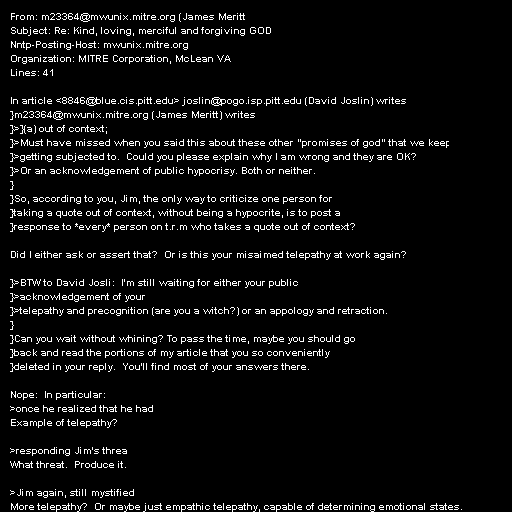 From: m23364@mwunix.mitre.org (James Meritt
Subject: Re: Kind, loving, merciful and forgiving GOD
Nntp-Posting-Host: mwunix.mitre.org
Organization: MITRE Corporation, McLean VA
Lines: 41

In article <8846@blue.cis.pitt.edu> joslin@pogo.isp.pitt.edu (David Joslin) writes
}m23364@mwunix.mitre.org (James Meritt) writes
}>}(a) out of context;
}>Must have missed when you said this about these other "promises of god" that we keep
}>getting subjected to.  Could you please explain why I am wrong and they are OK?
}>Or an acknowledgement of public hypocrisy. Both or neither.
}
}So, according to you, Jim, the only way to criticize one person for
}taking a quote out of context, without being a hypocrite, is to post a
}response to *every* person on t.r.m who takes a quote out of context?

Did I either ask or assert that?  Or is this your misaimed telepathy at work again?

}>BTW to David Josli:  I'm still waiting for either your public
}>acknowledgement of your
}>telepathy and precognition (are you a witch?) or an appology and retraction.
}
}Can you wait without whining? To pass the time, maybe you should go
}back and read the portions of my article that you so conveniently
}deleted in your reply.  You'll find most of your answers there.

Nope:  In particular:
>once he realized that he had
Example of telepathy?

>responding Jim's threa
What threat.  Produce it.

>Jim again, still mystified
More telepathy?  Or maybe just empathic telepathy, capable of determining emotional states.